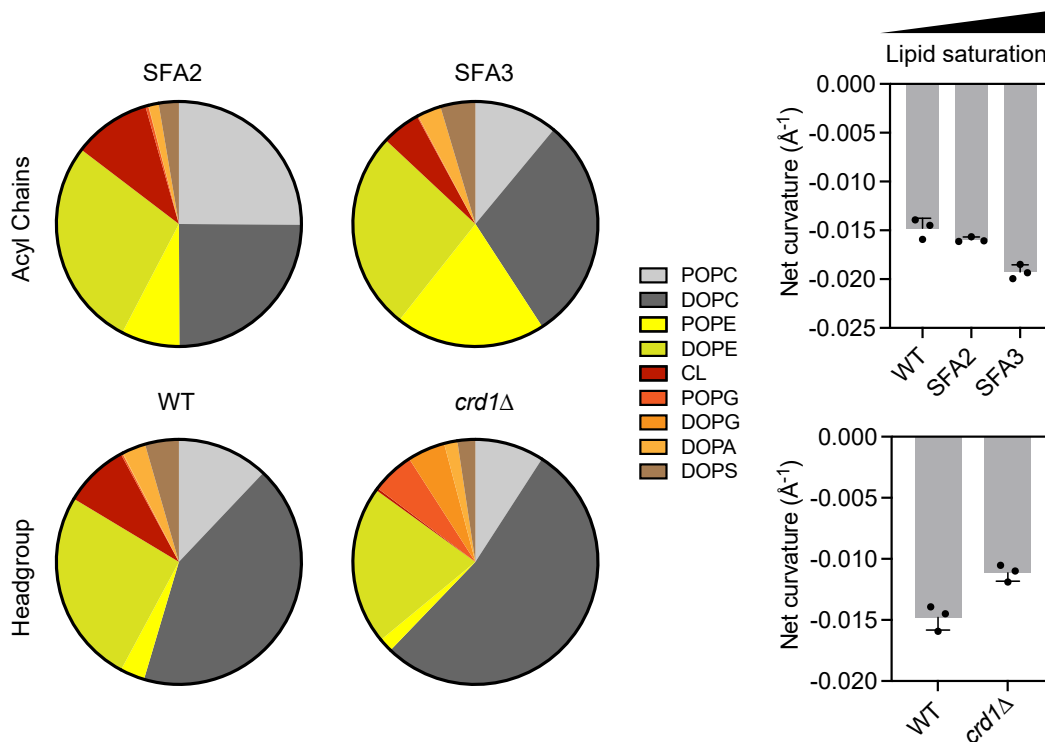 SFA2
SFA3
Acyl Chains
WT
crd1Δ
Headgroup
POPC
DOPC
POPE
DOPE
CL
POPG
DOPG
DOPA
DOPS
Lipid saturation
Net curvature (Å⁻¹)
0.000
-0.005
-0.010
-0.015
-0.020
-0.025
WT
SFA2
SFA3
Net curvature (Å⁻¹)
0.000
-0.005
-0.010
-0.015
-0.020
WT
crd1Δ